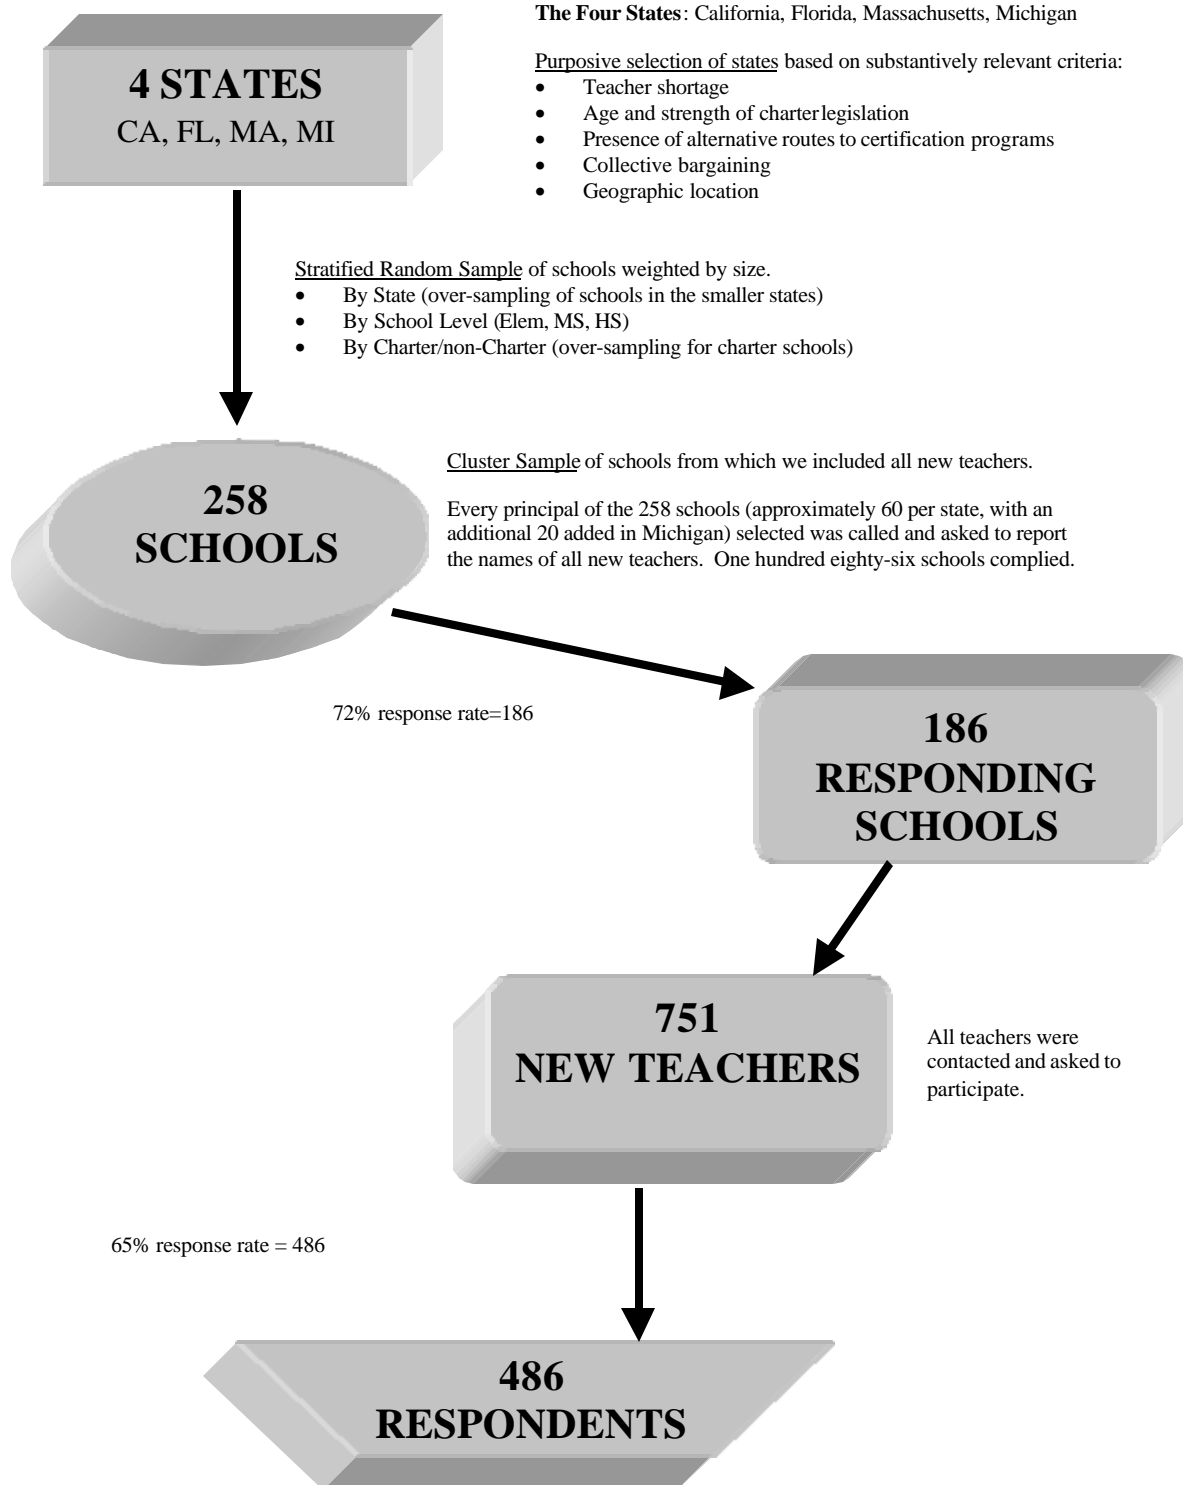 The Four States: California, Florida, Massachusetts, Michigan
4 STATES
CA, FL, MA, MI
Purposive selection of states based on substantively relevant criteria:
• Teacher shortage
• Age and strength of charter legislation
• Presence of alternative routes to certification programs
• Collective bargaining
• Geographic location
Stratified Random Sample of schools weighted by size.
• By State (over-sampling of schools in the smaller states)
• By School Level (Elem, MS, HS)
• By Charter/non-Charter (over-sampling for charter schools)
258
SCHOOLS
Cluster Sample of schools from which we included all new teachers.
Every principal of the 258 schools (approximately 60 per state, with an
additional 20 added in Michigan) selected was called and asked to report
the names of all new teachers. One hundred eighty-six schools complied.
72% response rate=186
186
RESPONDING
SCHOOLS
751
NEW TEACHERS
All teachers were
contacted and asked to
participate.
65% response rate = 486
486
RESPONDENTS